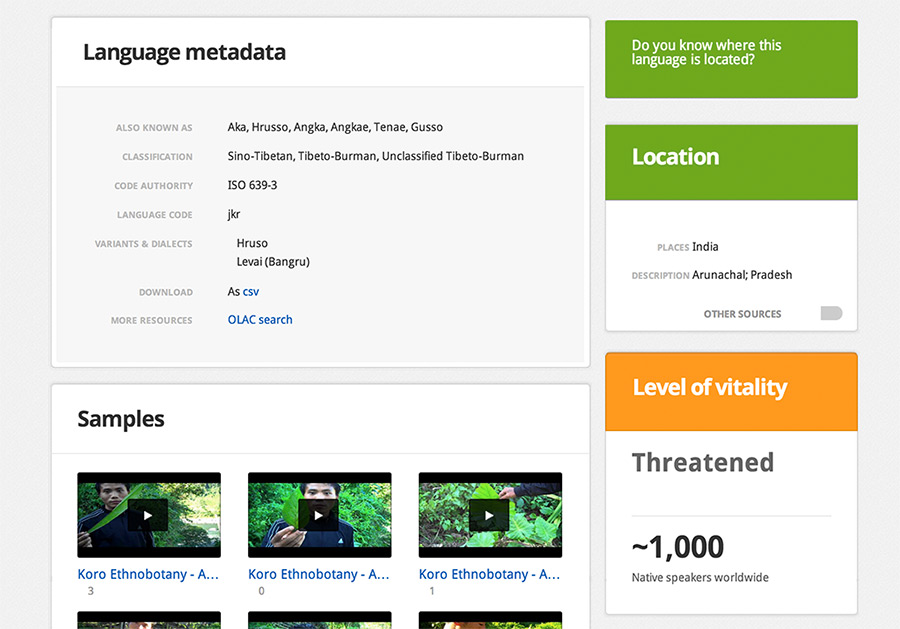 Language metadata
ALSO KNOWN AS Aka, Hrusso, Angka, Angkae, Tenae, Gusso
CLASSIFICATION Sino-Tibetan, Tibeto-Burman, Unclassified Tibeto-Burman
CODE AUTHORITY ISO 639-3
LANGUAGE CODE jkr
VARIANTS & DIALECTS Hruso
Levai (Bangru)
DOWNLOAD As csv
MORE RESOURCES OLAC search
Samples
Koro Ethnobotany - A...
3
Koro Ethnobotany - A...
0
Koro Ethnobotany - A...
1
Do you know where this
language is located?
Location
PLACES India
DESCRIPTION Arunachal; Pradesh
OTHER SOURCES
Level of vitality
Threatened
~1,000
Native speakers worldwide